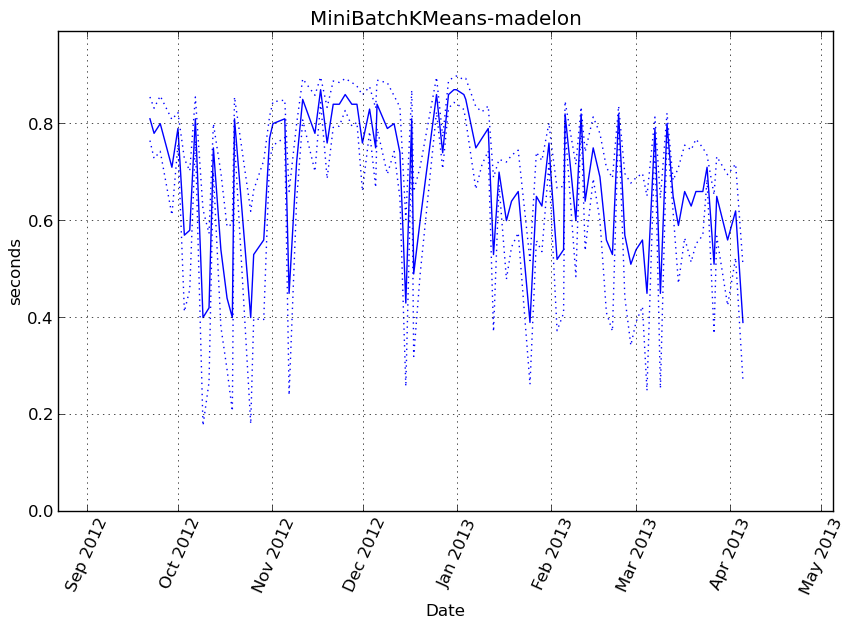 MiniBatchKMeans-madelon
seconds
0.8
0.6
0.4
0.2
0.0
Sep 2012
Oct 2012
Nov 2012
Dec 2012
Jan 2013
Feb 2013
Mar 2013
Apr 2013
May 2013
Date